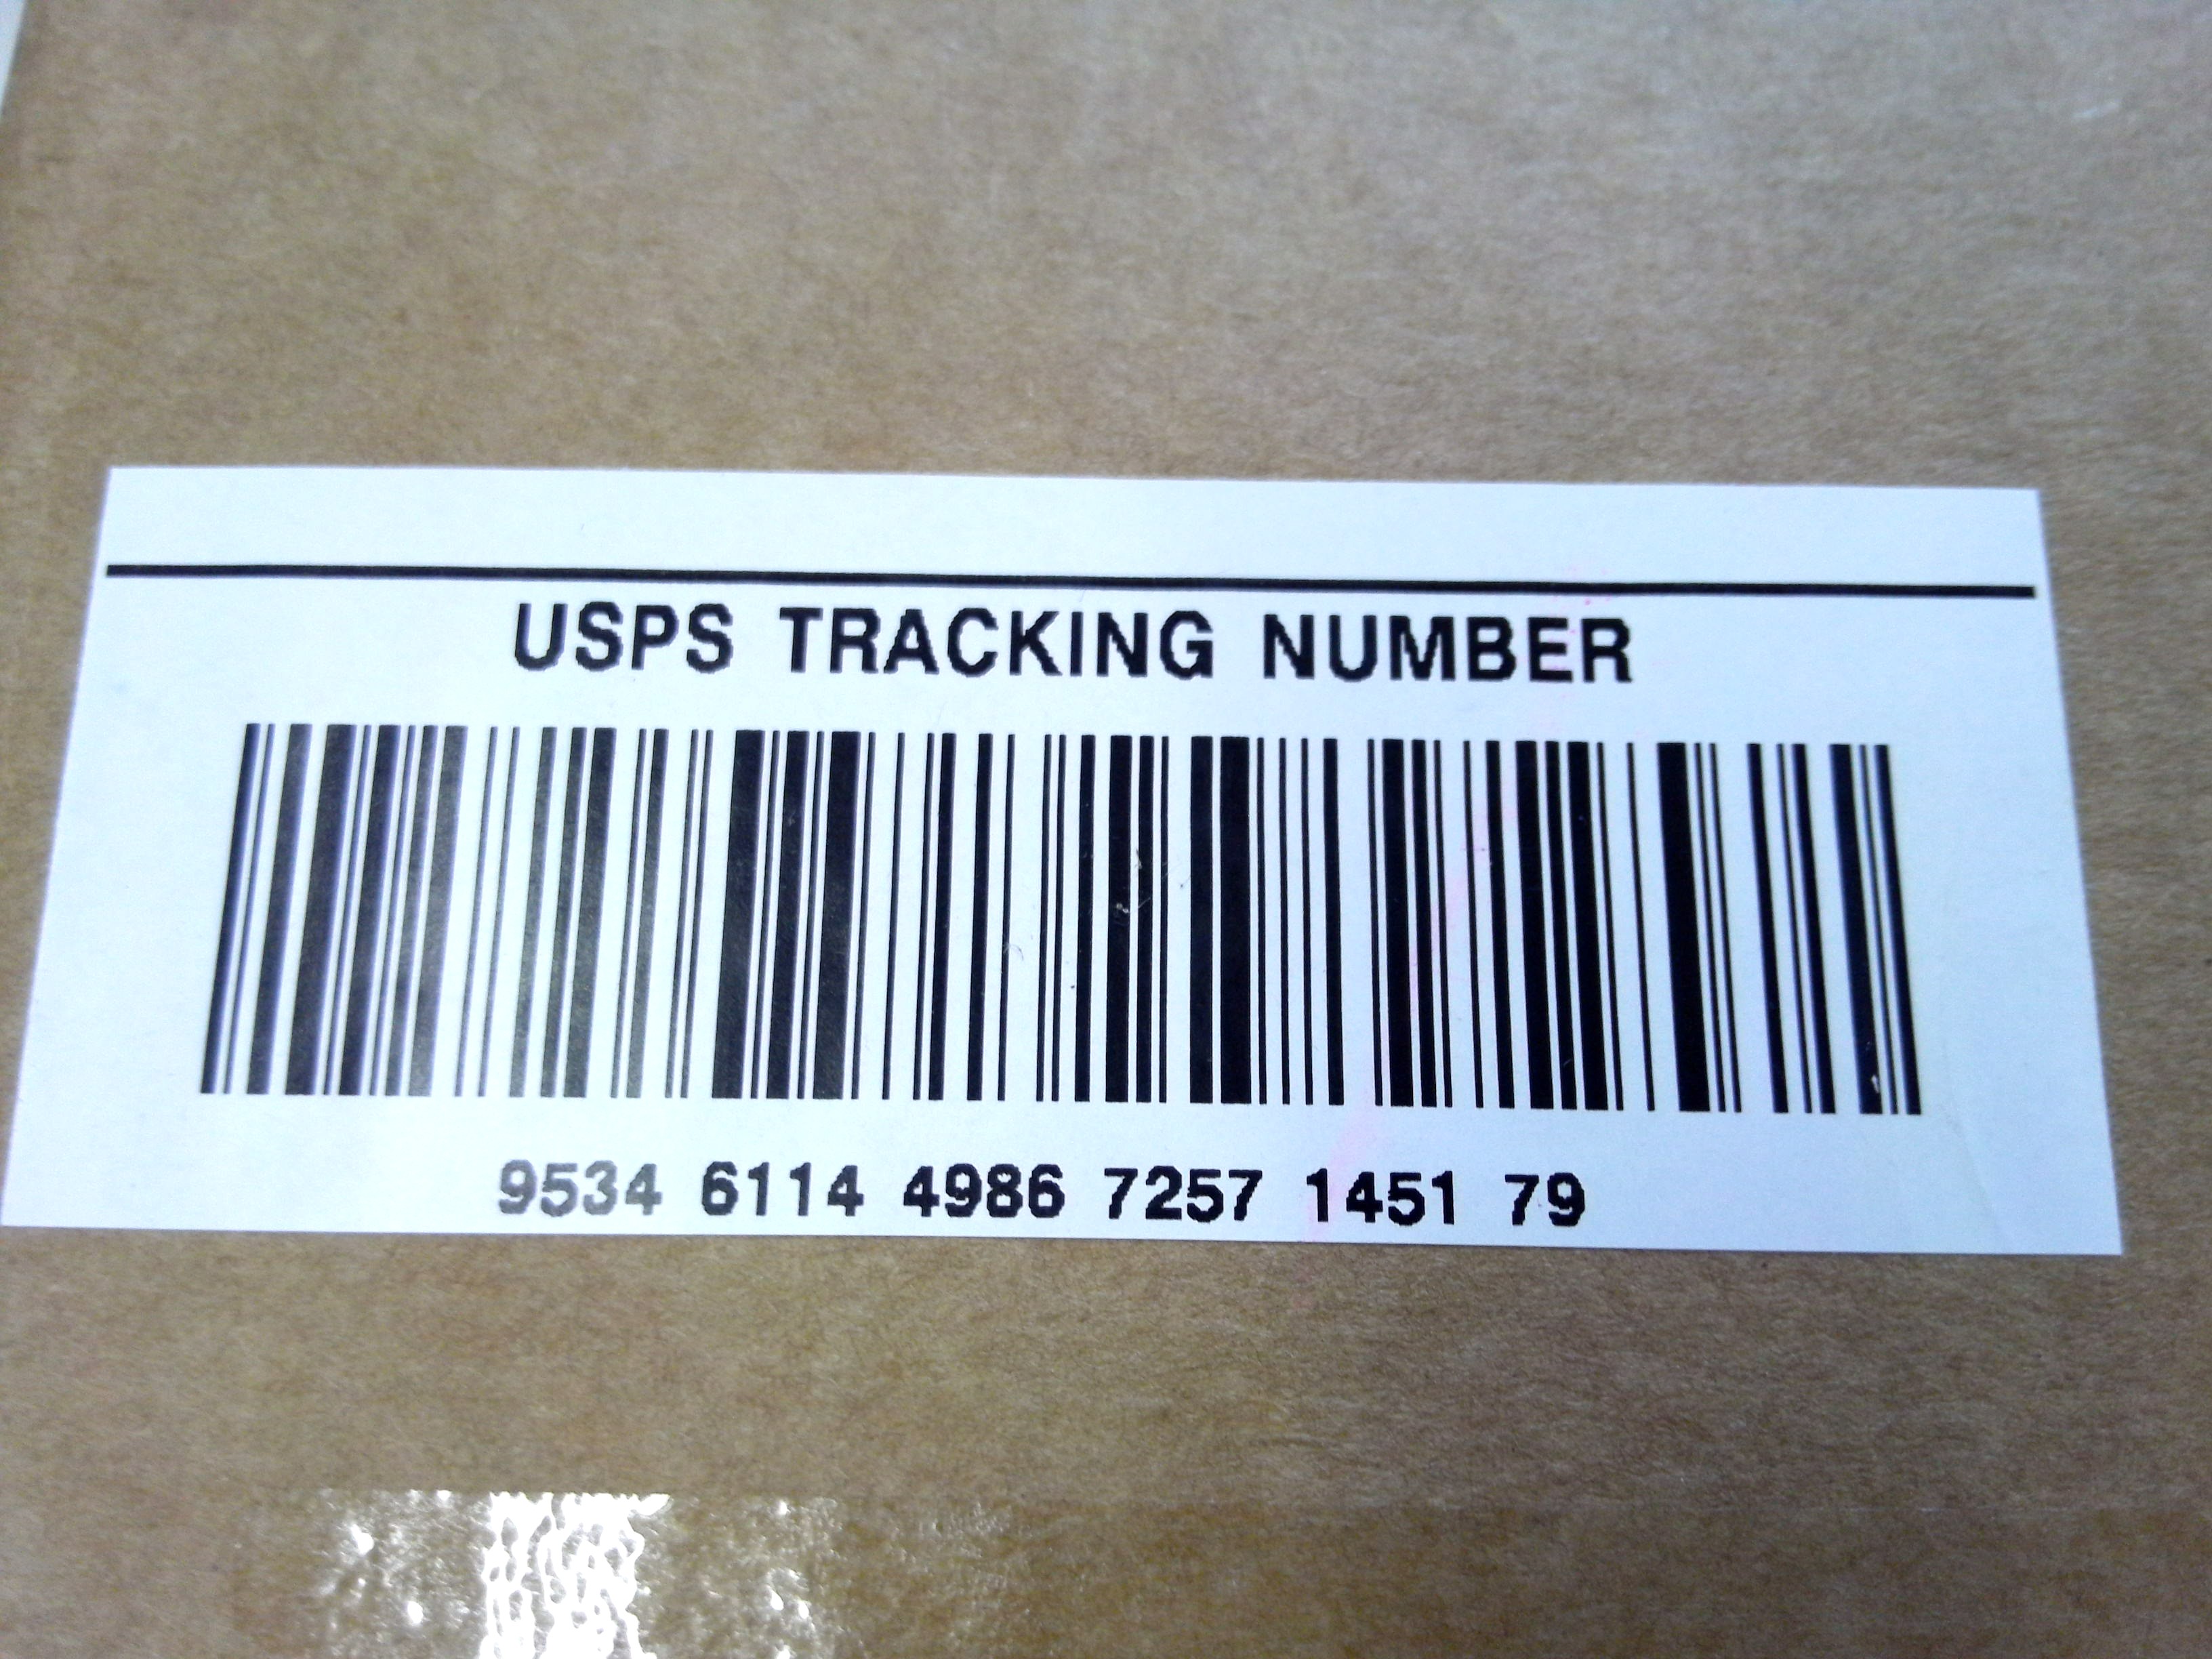 USPS TRACKING NUMBER
9534 6114 4986 7257 1451 79